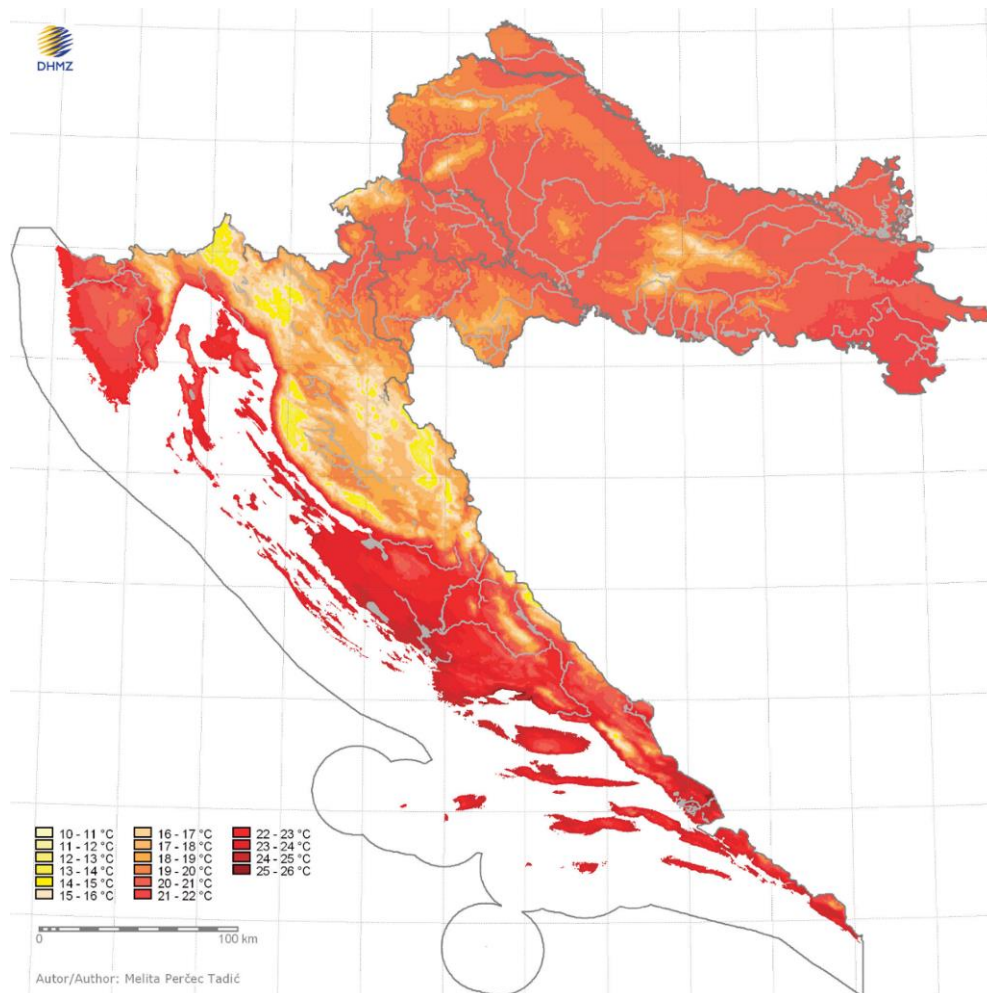 DHMZ
10 - 11 °C
11 - 12 °C
12 - 13 °C
13 - 14 °C
14 - 15 °C
15 - 16 °C
16 - 17 °C
17 - 18 °C
18 - 19 °C
19 - 20 °C
20 - 21 °C
21 - 22 °C
22 - 23 °C
23 - 24 °C
24 - 25 °C
25 - 26 °C
0 100 km
Autor/Author: Melita Perčec Tadić